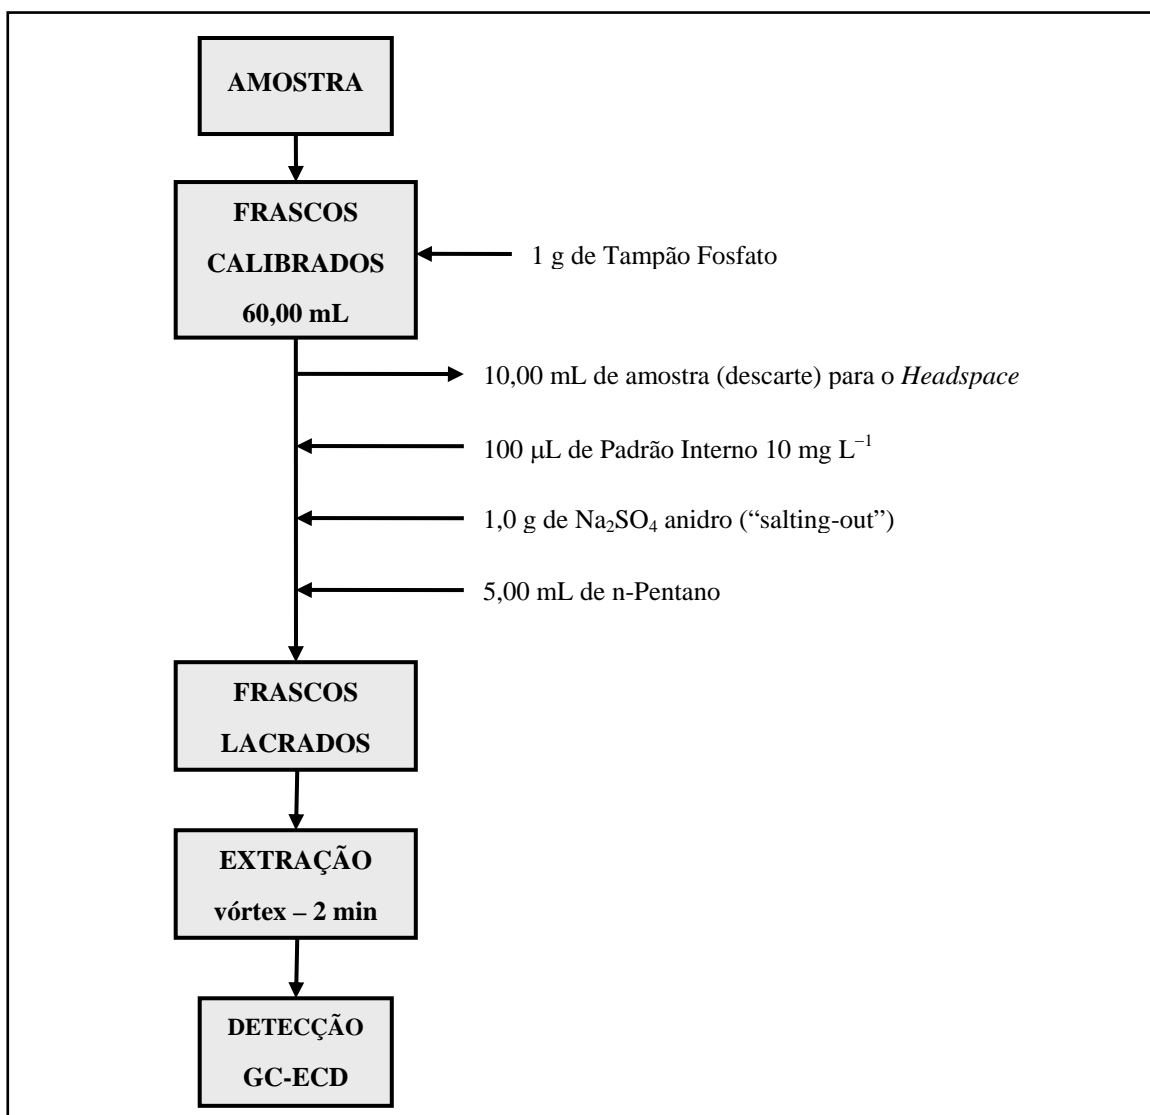 AMOSTRA
FRASCOS
CALIBRADOS
60,00 mL
1 g de Tampão Fosfato
10,00 mL de amostra (descarte) para o Headspace
100 μL de Padrão Interno 10 mg L⁻¹
1,0 g de Na₂SO₄ anidro (“salting-out”)
5,00 mL de n-Pentano
FRASCOS
LACRADOS
EXTRAÇÃO
vórtex – 2 min
DETECÇÃO
GC-ECD